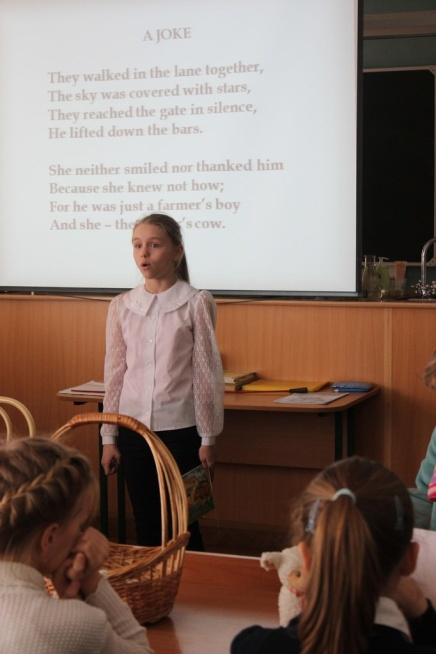 A JOKE
They walked in the lane together,
The sky was covered with stars,
They reached the gate in silence,
He lifted down the bars.
She neither smiled nor thanked him
Because she knew not how;
For he was just a farmer's boy
And she – the 's cow.